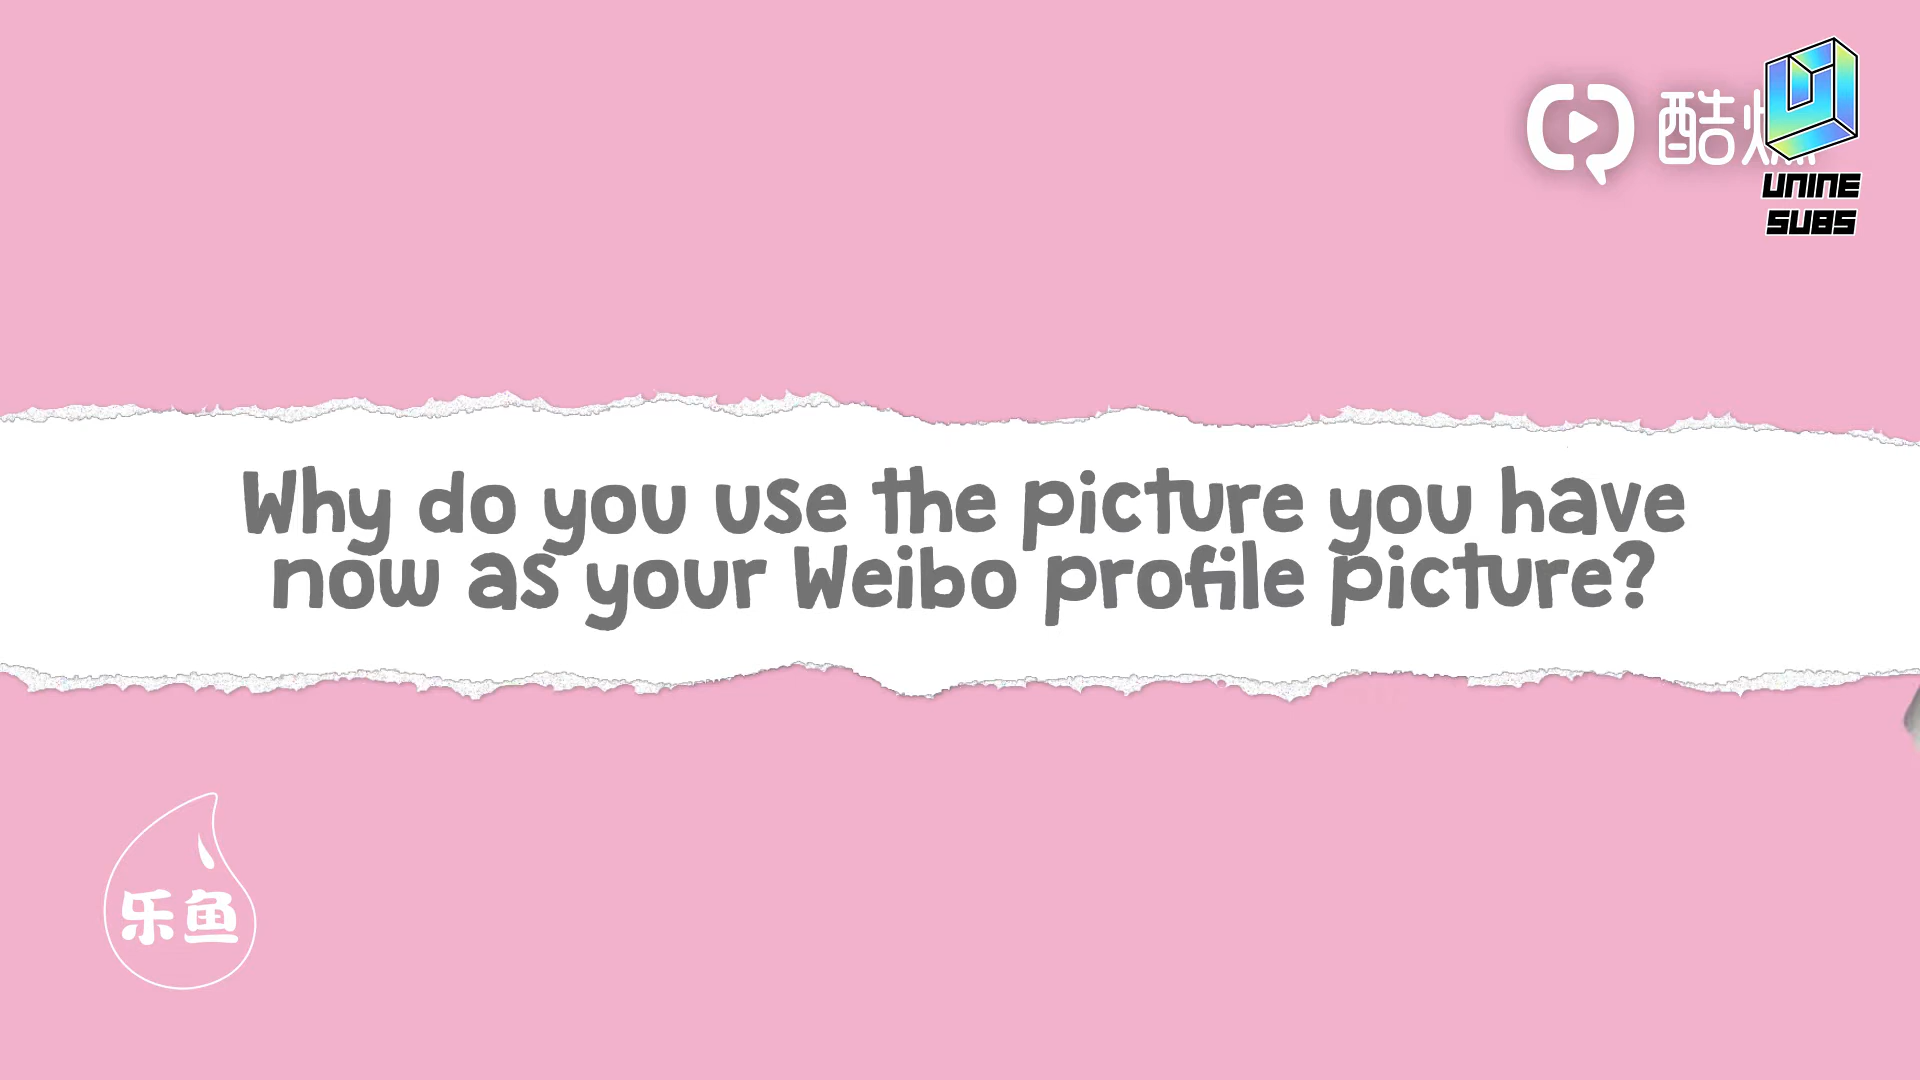 酷
UNINE
SUBS
Why do you use the picture you have
now as your Weibo profile picture?
乐鱼